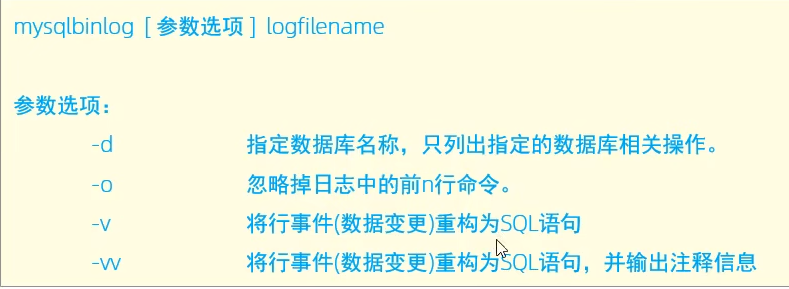 mysqlbinlog [ 参数选项 ] logfilename
参数选项：
-d 指定数据库名称，只列出指定的数据库相关操作。
-o 忽略掉日志中的前n行命令。
-v 将行事件(数据变更)重构为SQL语句
-vv 将行事件(数据变更)重构为SQL语句，并输出注释信息